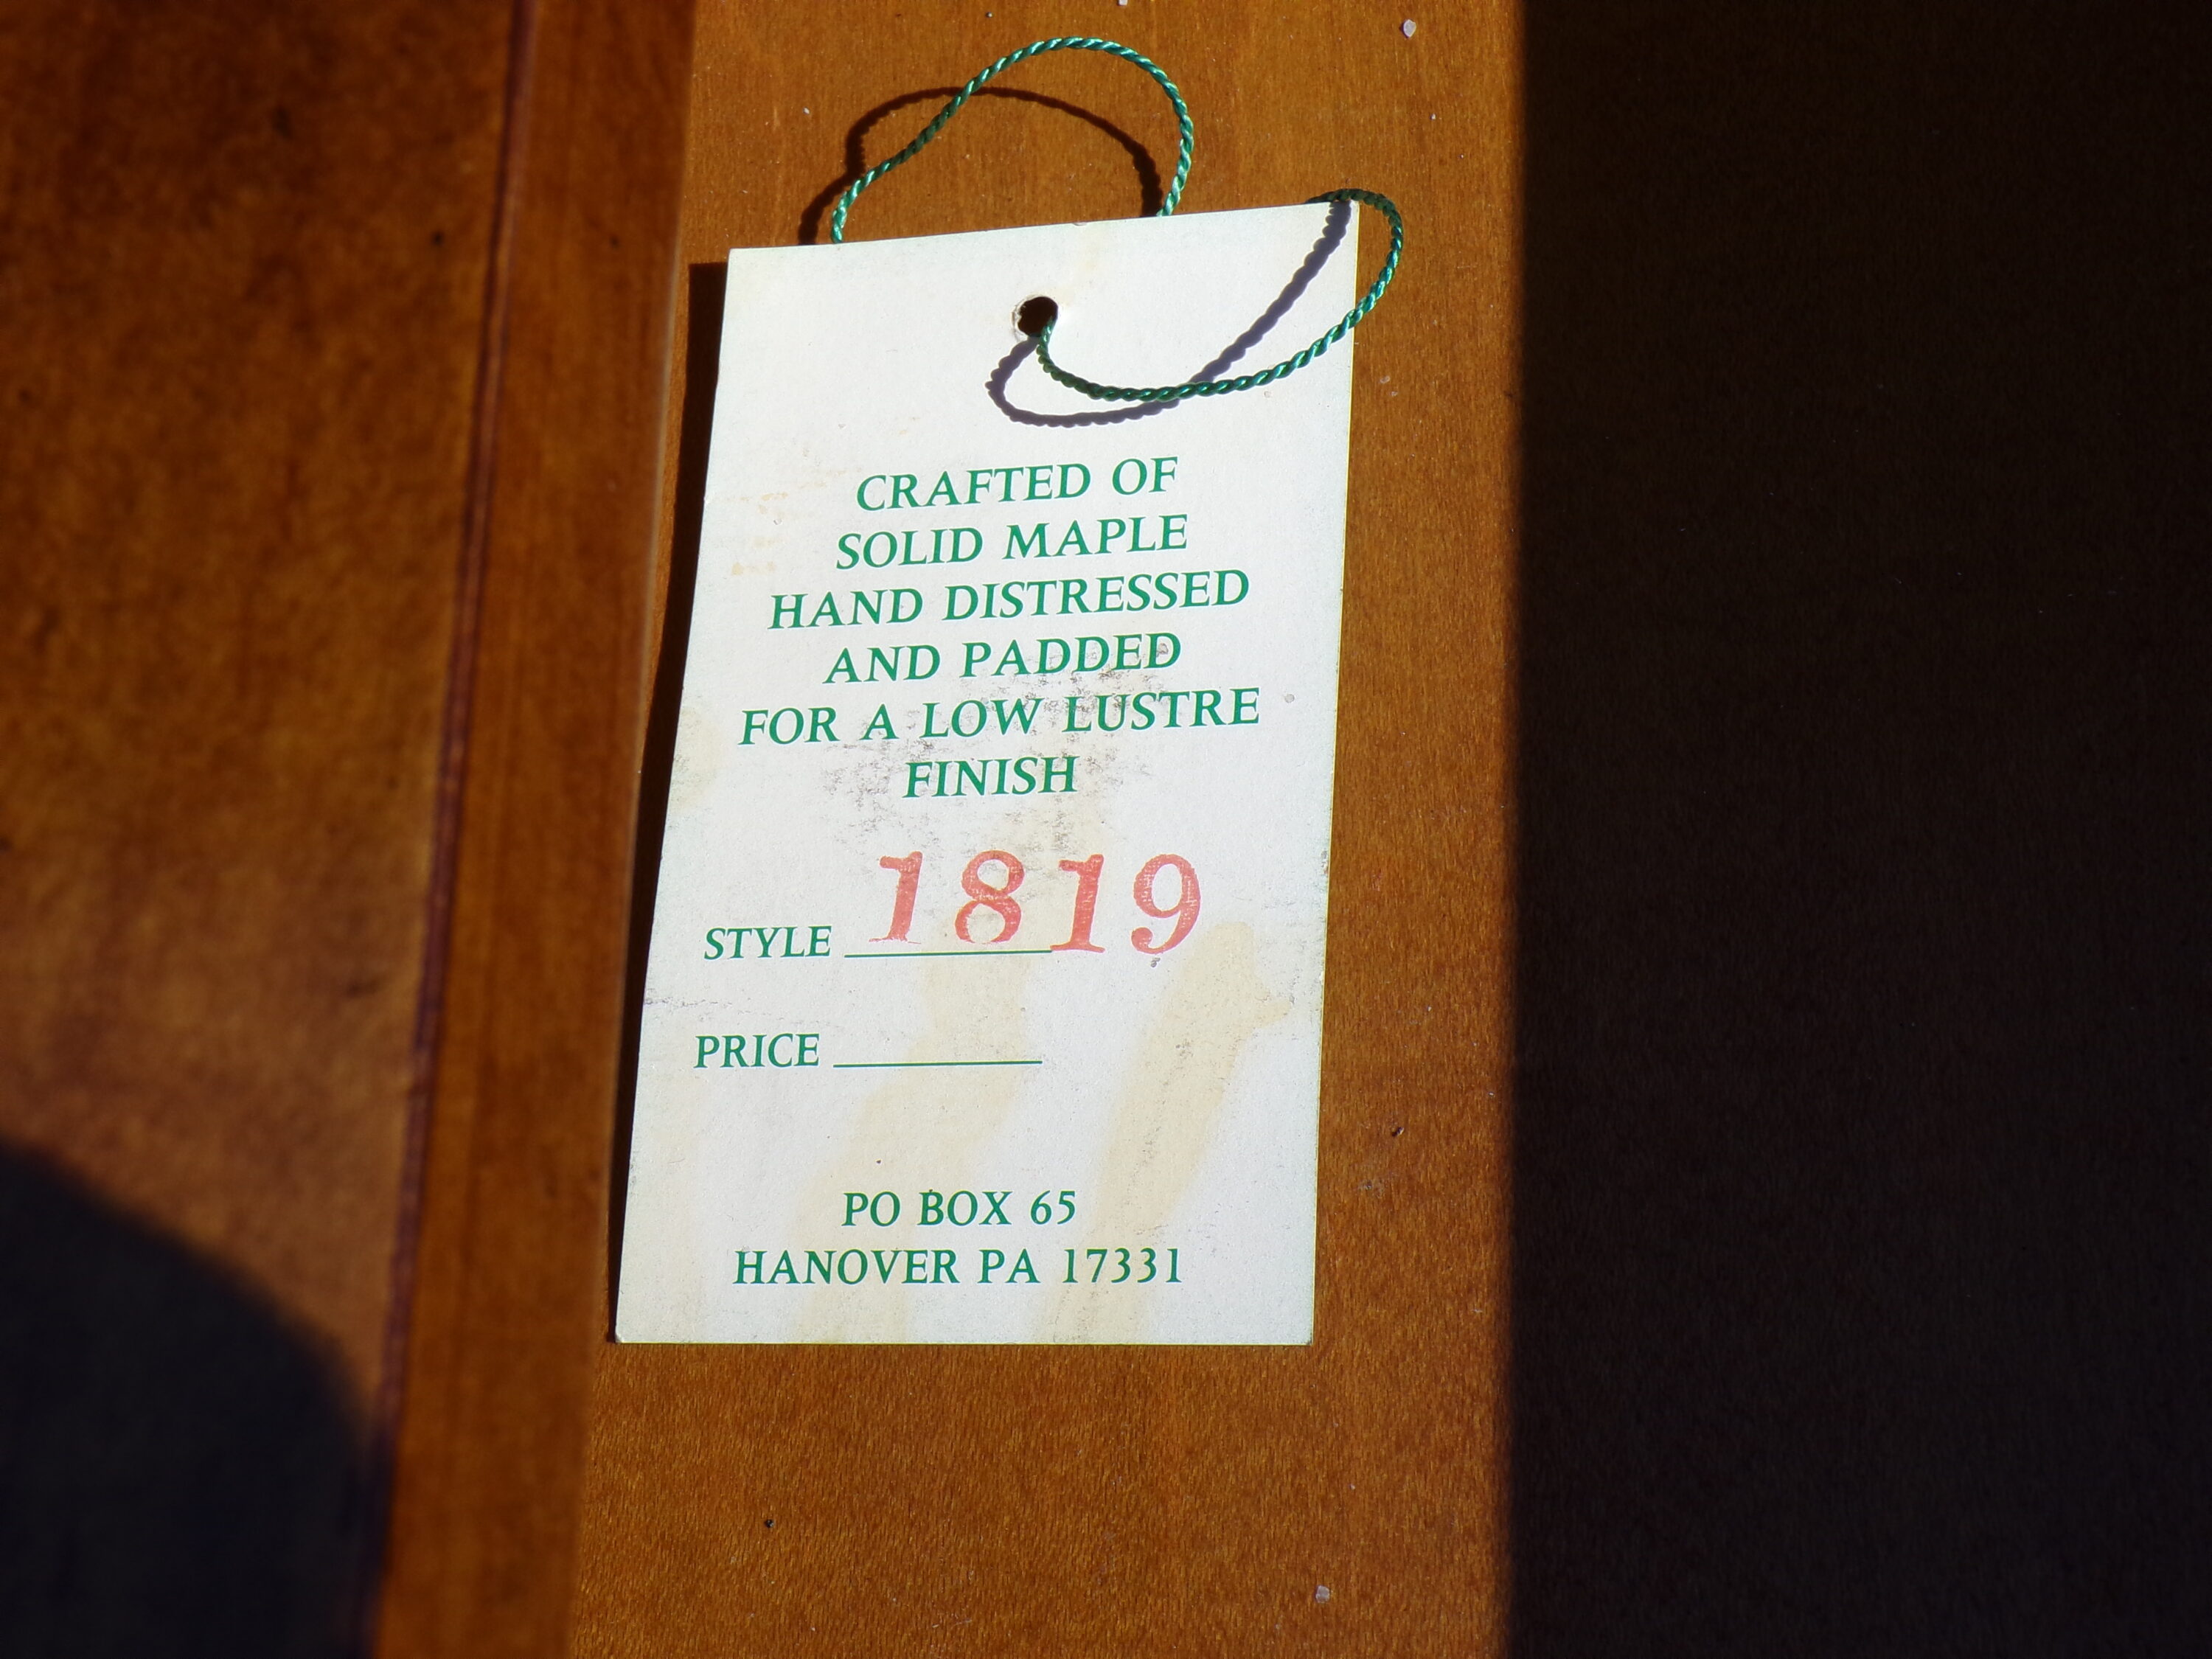 CRAFTED OF
SOLID MAPLE
HAND DISTRESSED
AND PADDED
FOR A LOW LUSTRE
FINISH
STYLE 1819
PRICE
PO BOX 65
HANOVER PA 17331